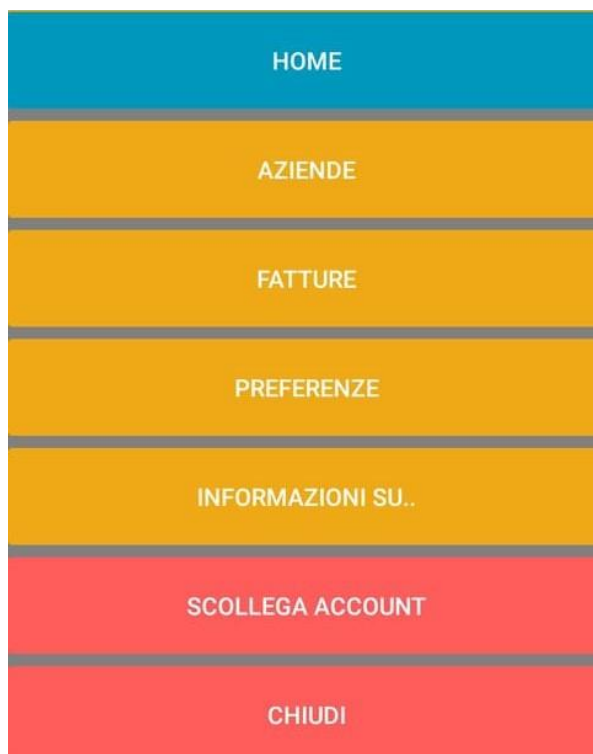 HOME
AZIENDE
FATTURE
PREFERENZE
INFORMAZIONI SU..
SCOLLEGA ACCOUNT
CHIUDI